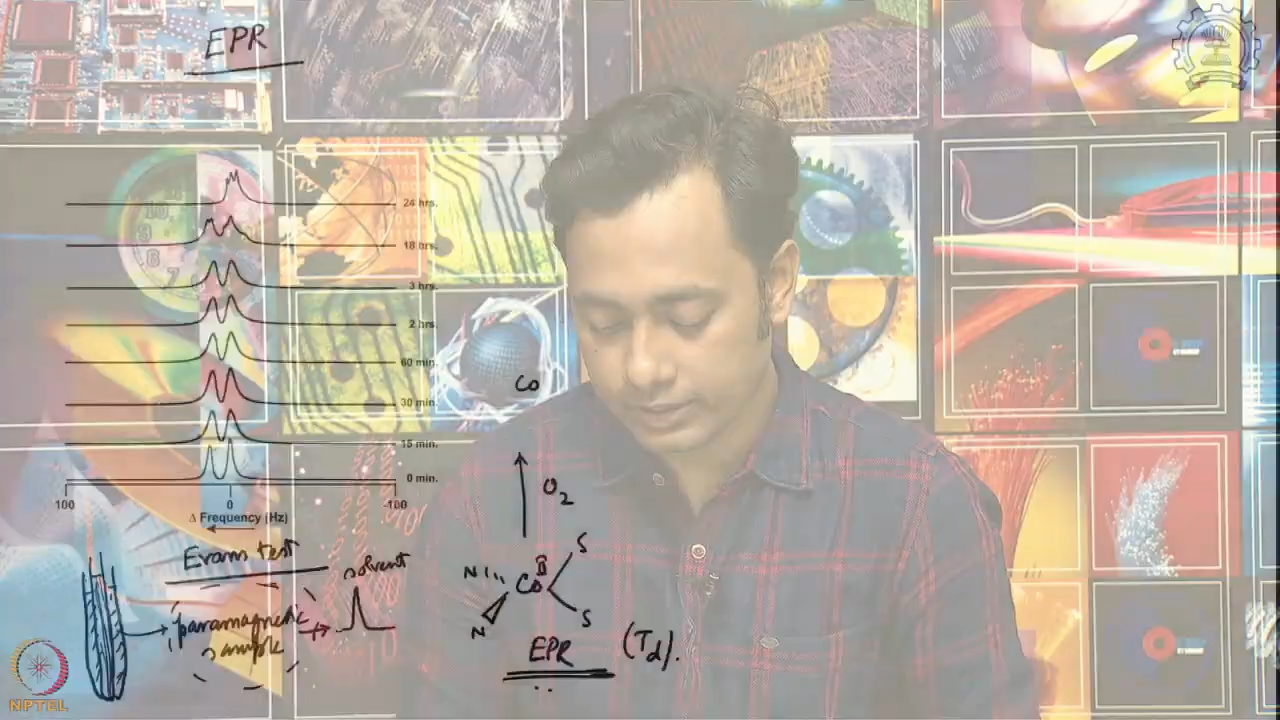 EPR
24 hrs.
18 hrs.
3 hrs.
2 hrs.
60 min.
30 min.
15 min.
0 min.
100 0 -100
Δ Frequency (Hz)
Evans test
solvent
paramagnetic
sample
Co
O2
N Co II S
N S
EPR (Td).
NPTEL